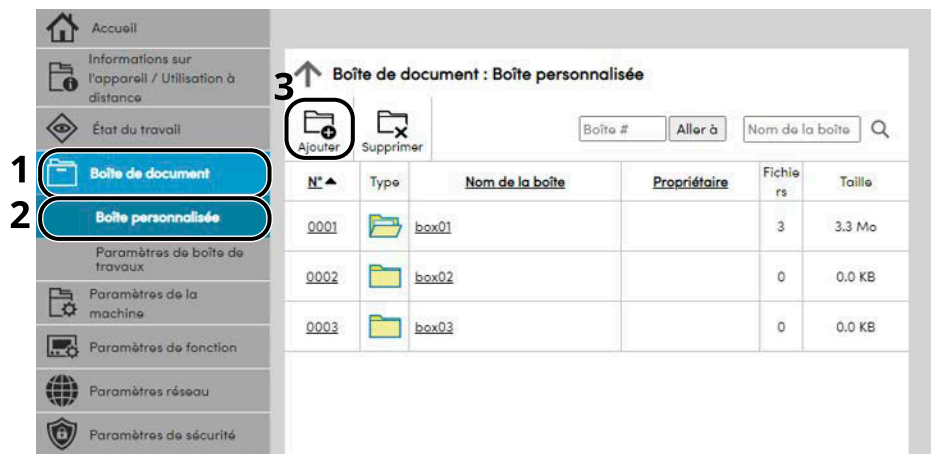 Accueil
Informations sur
l'appareil / Utilisation à
distance
État du travail
1
Boîte de document
2
Boîte personnalisée
Paramètres de boîte de
travaux
Paramètres de la
machine
Paramètres de fonction
Paramètres réseau
Paramètres de sécurité
Boîte de document : Boîte personnalisée
3
Ajouter Supprimer Boîte # Aller à Nom de la boîte
N° Type Nom de la boîte Propriétaire Fichie Taille
rs
0001 box01 3 3.3 Mo
0002 box02 0 0.0 KB
0003 box03 0 0.0 KB